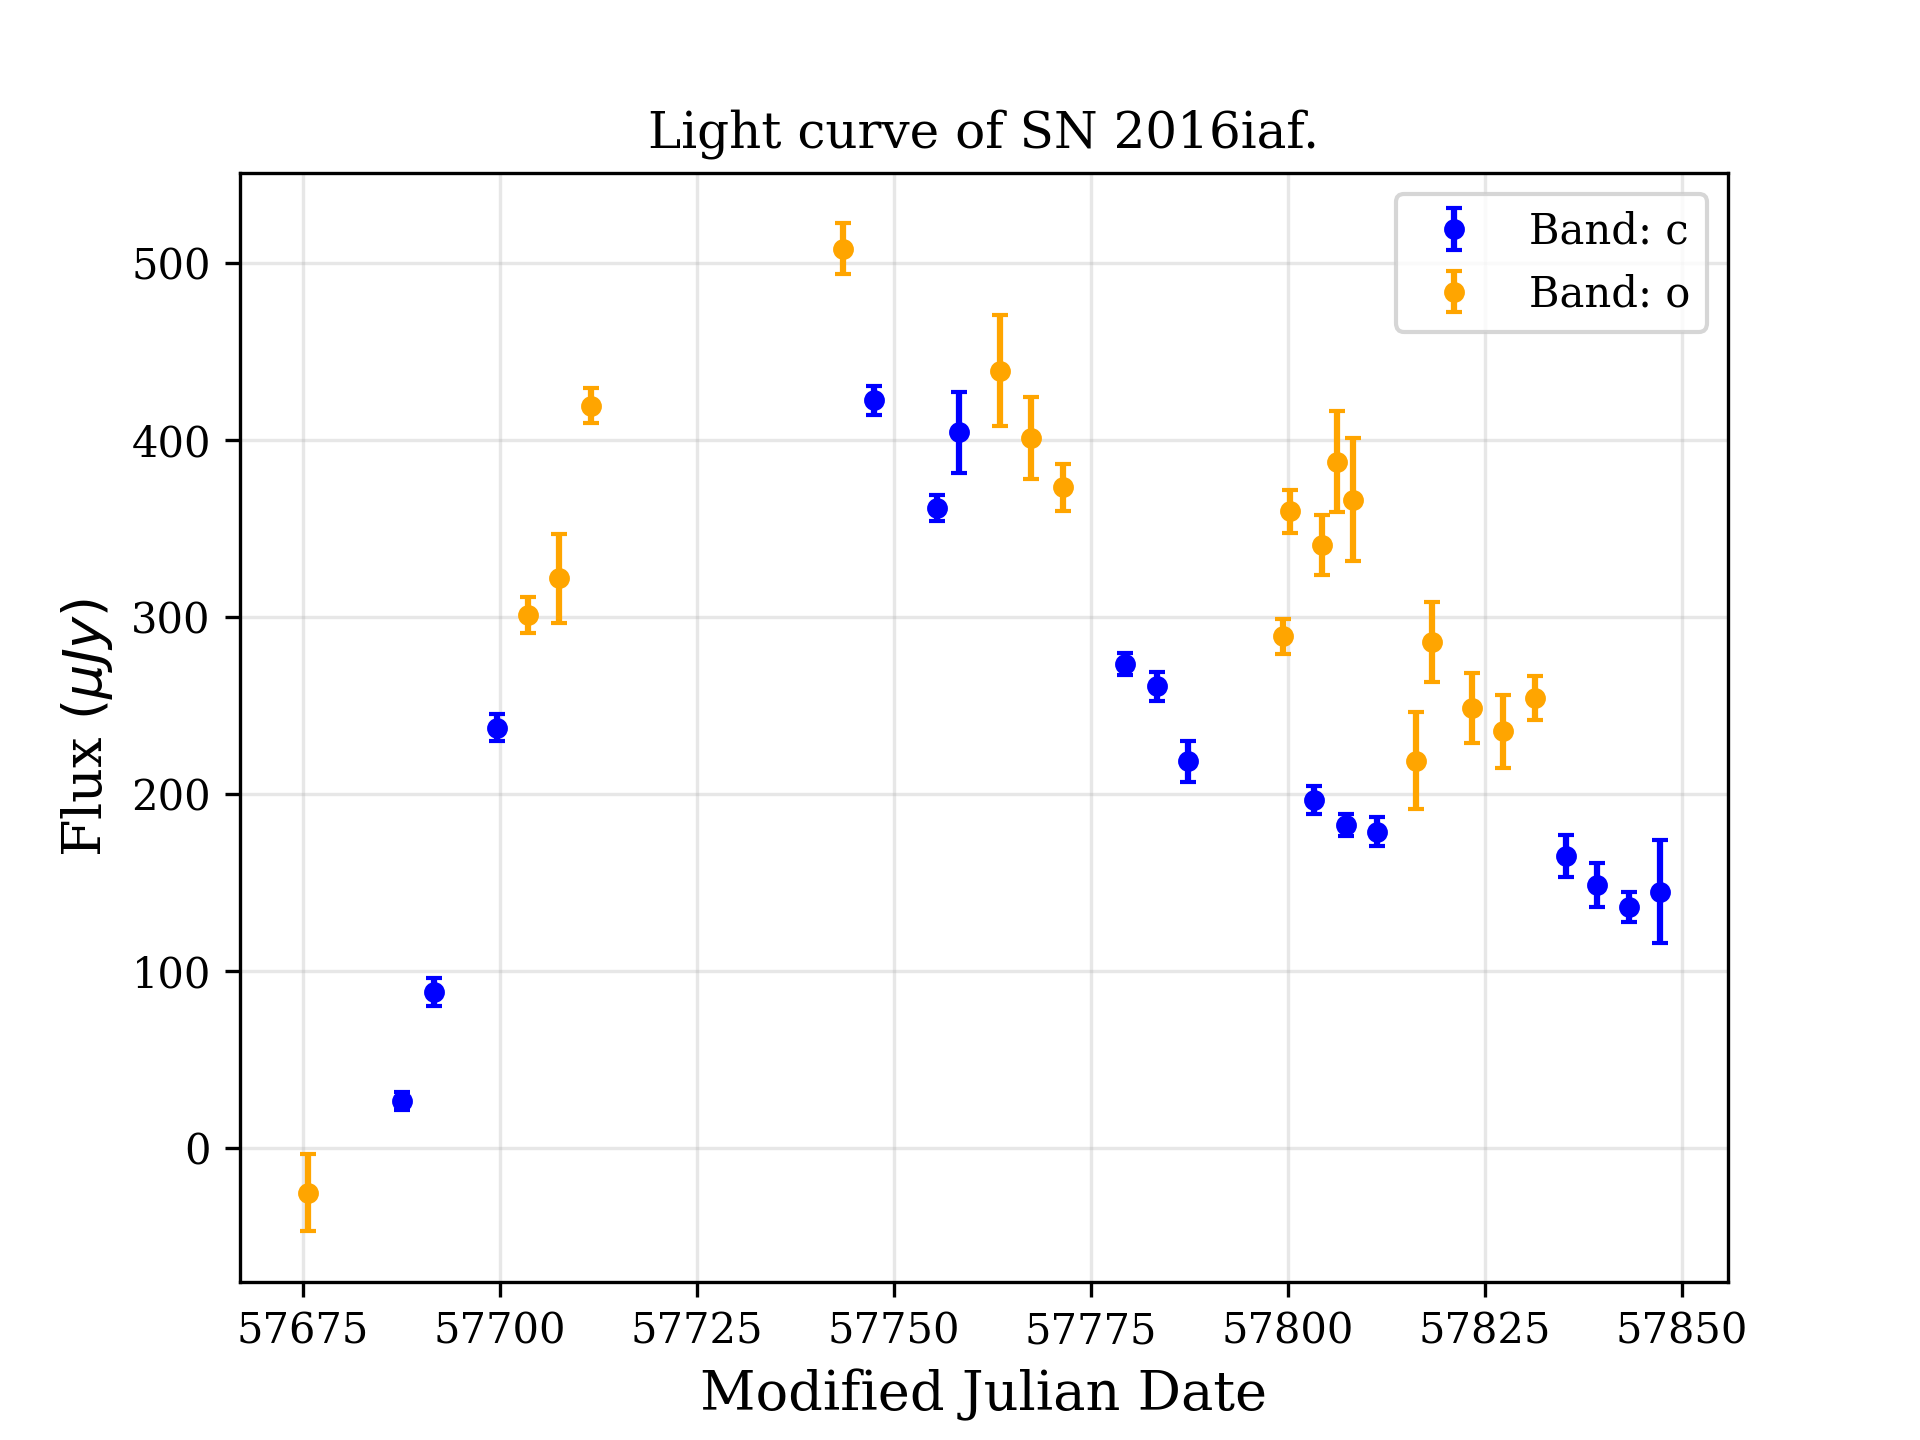 Light curve of SN 2016iaf.
Band: c
Band: o
500
400
300
200
100
0
Flux (μJy)
57675 57700 57725 57750 57775 57800 57825 57850
Modified Julian Date